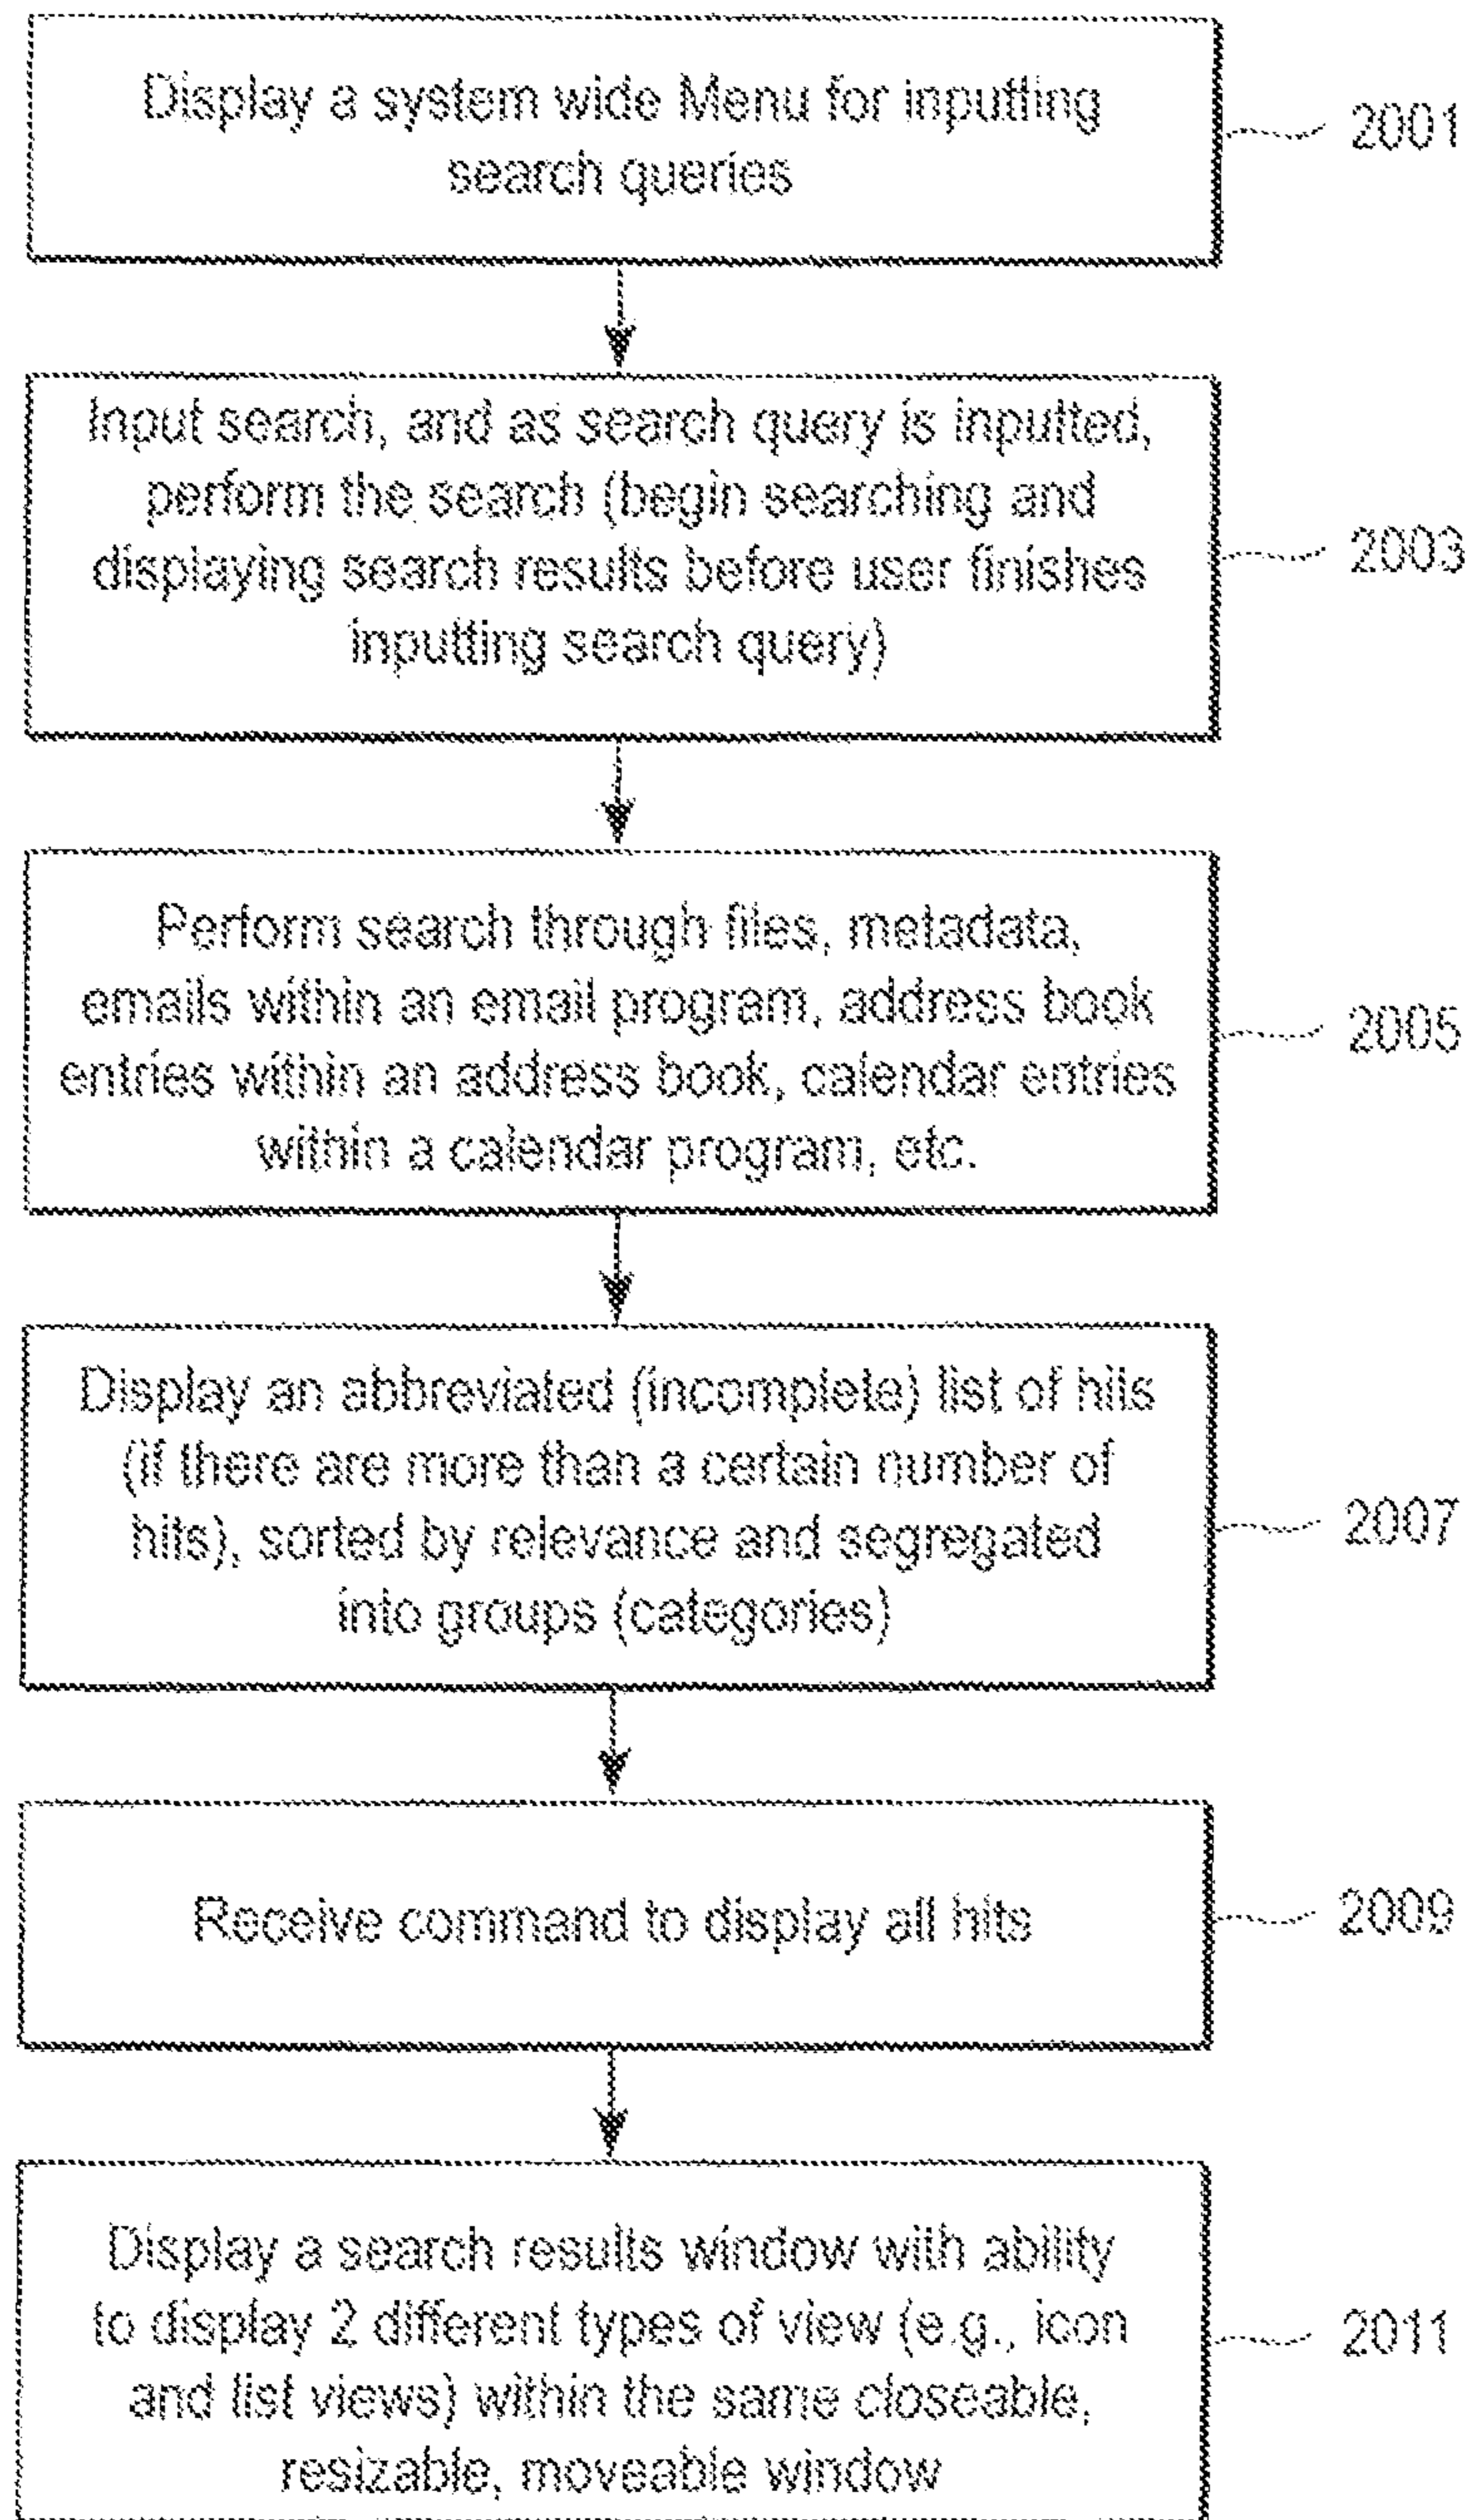 Display a system wide Menu for inputting
search queries
2001
Input search, and as search query is inputted,
perform the search (begin searching and
displaying search results before user finishes
inputting search query)
2003
Perform search through files, metadata,
emails within an email program, address book
entries within an address book, calendar entries
within a calendar program, etc.
2005
Display an abbreviated (incomplete) list of hits
(if there are more than a certain number of
hits), sorted by relevance and segregated
into groups (categories)
2007
Receive command to display all hits
2009
Display a search results window with ability
to display 2 different types of view (e.g., icon
and list views) within the same closeable,
resizable, moveable window
2011